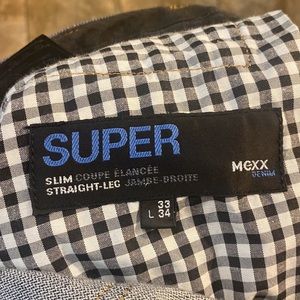 SUPER
SLIM COUPE ÉLANCÉE
STRAIGHT-LEG JAMBE-DROITE
MEXX
DENIM
33
L 34